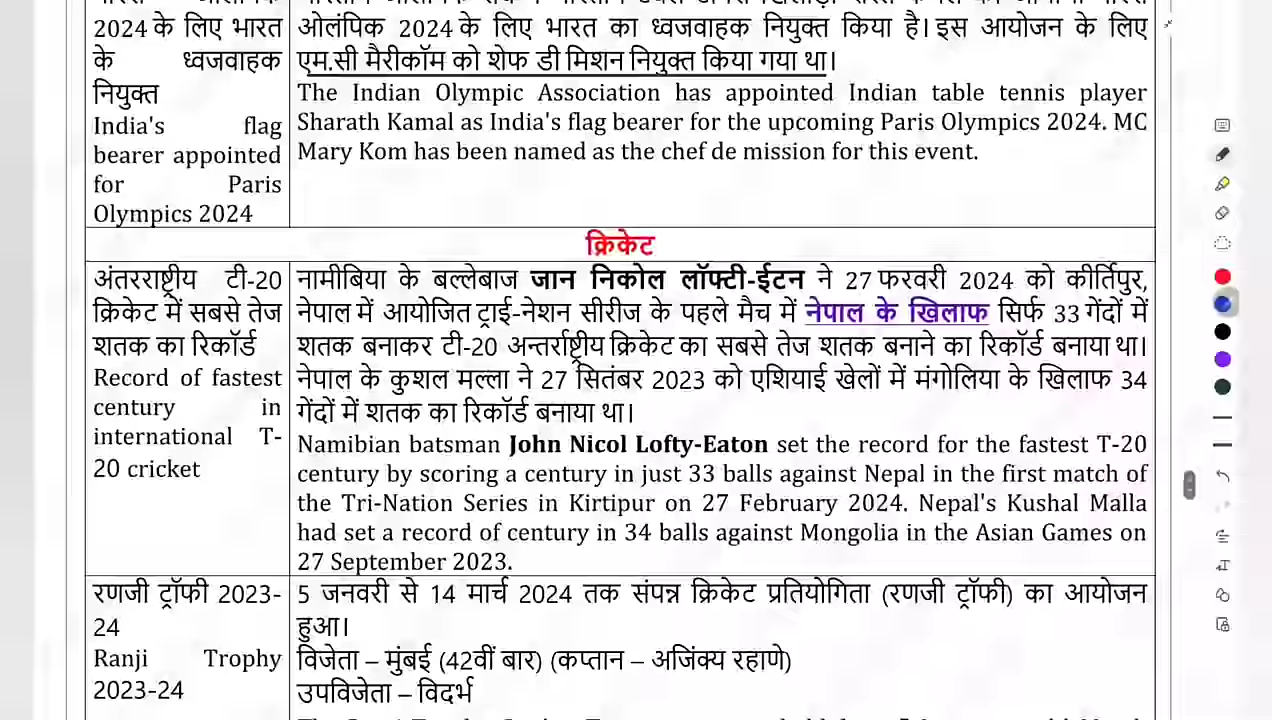 2024 के लिए भारत
के ध्वजवाहक
नियुक्त
India's flag
bearer appointed
for Paris
Olympics 2024
ओलंपिक 2024 के लिए भारत का ध्वजवाहक नियुक्त किया है। इस आयोजन के लिए
एम.सी मैरीकॉम को शेफ डी मिशन नियुक्त किया गया था।
The Indian Olympic Association has appointed Indian table tennis player
Sharath Kamal as India's flag bearer for the upcoming Paris Olympics 2024. MC
Mary Kom has been named as the chef de mission for this event.
क्रिकेट
अंतरराष्ट्रीय टी-20
क्रिकेट में सबसे तेज
शतक का रिकॉर्ड
Record of fastest
century in
international T-
20 cricket
नामीबिया के बल्लेबाज जान निकोल लॉफ्टी-ईटन ने 27 फरवरी 2024 को कीर्तिपुर,
नेपाल में आयोजित ट्राई-नेशन सीरीज के पहले मैच में नेपाल के खिलाफ सिर्फ 33 गेंदों में
शतक बनाकर टी-20 अन्तर्राष्ट्रीय क्रिकेट का सबसे तेज शतक बनाने का रिकॉर्ड बनाया था।
नेपाल के कुशल मल्ला ने 27 सितंबर 2023 को एशियाई खेलों में मंगोलिया के खिलाफ 34
गेंदों में शतक का रिकॉर्ड बनाया था।
Namibian batsman John Nicol Lofty-Eaton set the record for the fastest T-20
century by scoring a century in just 33 balls against Nepal in the first match of
the Tri-Nation Series in Kirtipur on 27 February 2024. Nepal's Kushal Malla
had set a record of century in 34 balls against Mongolia in the Asian Games on
27 September 2023.
रणजी ट्रॉफी 2023-
24
Ranji Trophy
2023-24
5 जनवरी से 14 मार्च 2024 तक संपन्न क्रिकेट प्रतियोगिता (रणजी ट्रॉफी) का आयोजन
हुआ।
विजेता – मुंबई (42वीं बार) (कप्तान – अजिंक्य रहाणे)
उपविजेता – विदर्भ